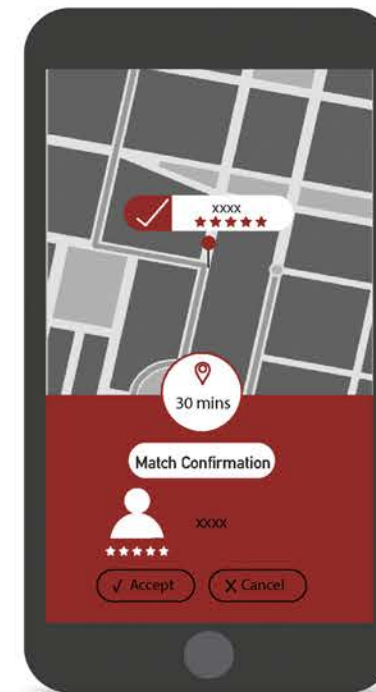 xxxx
30 mins
Match Confirmation
xxxx
✓ Accept
X Cancel